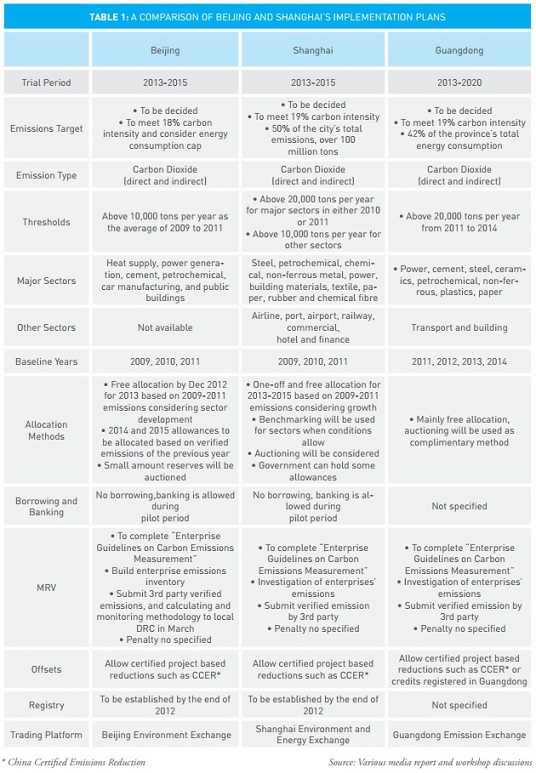 TABLE 1: A COMPARISON OF BEIJING AND SHANGHAI'S IMPLEMENTATION PLANS
Beijing
Shanghai
Guangdong
Trial Period
2013-2015
2013-2015
2013-2020
Emissions Target
• To be decided
• To meet 18% carbon
intensity and consider energy
consumption cap
• To be decided
• To meet 19% carbon intensity
• 50% of the city's total
emissions, over 100
million tons
• To be decided
• To meet 19% carbon intensity
• 42% of the province's total
energy consumption
Emission Type
Carbon Dioxide
(direct and indirect)
Carbon Dioxide
(direct and indirect)
Carbon Dioxide
(direct and indirect)
Thresholds
Above 10,000 tons per year as
the average of 2009 to 2011
• Above 20,000 tons per year
for major sectors in either 2010
or 2011
• Above 10,000 tons per year for
other sectors
• Above 20,000 tons per year
from 2011 to 2014
Major Sectors
Heat supply, power genera-
tion, cement, petrochemical,
car manufacturing, and public
buildings
Steel, petrochemical, chemi-
cal, non-ferrous metal, power,
building materials, textile, pa-
per, rubber and chemical fibre
• Power, cement, steel, ceram-
ics, petrochemical, non-fer-
rous, plastics, paper
Other Sectors
Not available
Airline, port, airport, railway,
commercial,
hotel and finance
Transport and building
Baseline Years
2009, 2010, 2011
2009, 2010, 2011
2011, 2012, 2013, 2014
Allocation
Methods
• Free allocation by Dec 2012
for 2013 based on 2009-2011
emissions considering sector
development
• 2014 and 2015 allowances to
be allocated based on verified
emissions of the previous year
• Small amount reserves will be
auctioned
• One-off and free allocation for
2013-2015 based on 2009-2011
emissions considering growth
• Benchmarking will be used
for sectors when conditions
allow
• Auctioning will be considered
• Government can hold some
allowances
• Mainly free allocation,
auctioning will be used as
complimentary method
Borrowing and
Banking
No borrowing,banking is allowed
during
pilot period
No borrowing, banking is al-
lowed during
pilot period
Not specified
MRV
• To complete "Enterprise
Guidelines on Carbon Emissions
Measurement"
• Build enterprise emissions
inventory
• Submit 3rd party verified
emissions, and calculating and
monitoring methodology to local
DRC in March
• Penalty no specified
• To complete "Enterprise
Guidelines on Carbon
Emissions Measurement"
• Investigation of enterprises'
emissions
• Submit verified emission by
3rd party
• Penalty no specified
• To complete "Enterprise
Guidelines on Carbon
Emissions Measurement"
• Investigation of enterprises'
emissions
• Submit verified emission by
3rd party
• Penalty no specified
Offsets
Allow certified project based
reductions such as CCER*
Allow certified project based
reductions such as CCER*
Allow certified project based
reductions such as CCER* or
credits registered in Guangdong
Registry
To be established by the end of
2012
To be established by the end of
2012
Not specified
Trading Platform
Beijing Environment Exchange
Shanghai Environment and
Energy Exchange
Guangdong Emission Exchange
* China Certified Emissions Reduction
Source: Various media report and workshop discussions